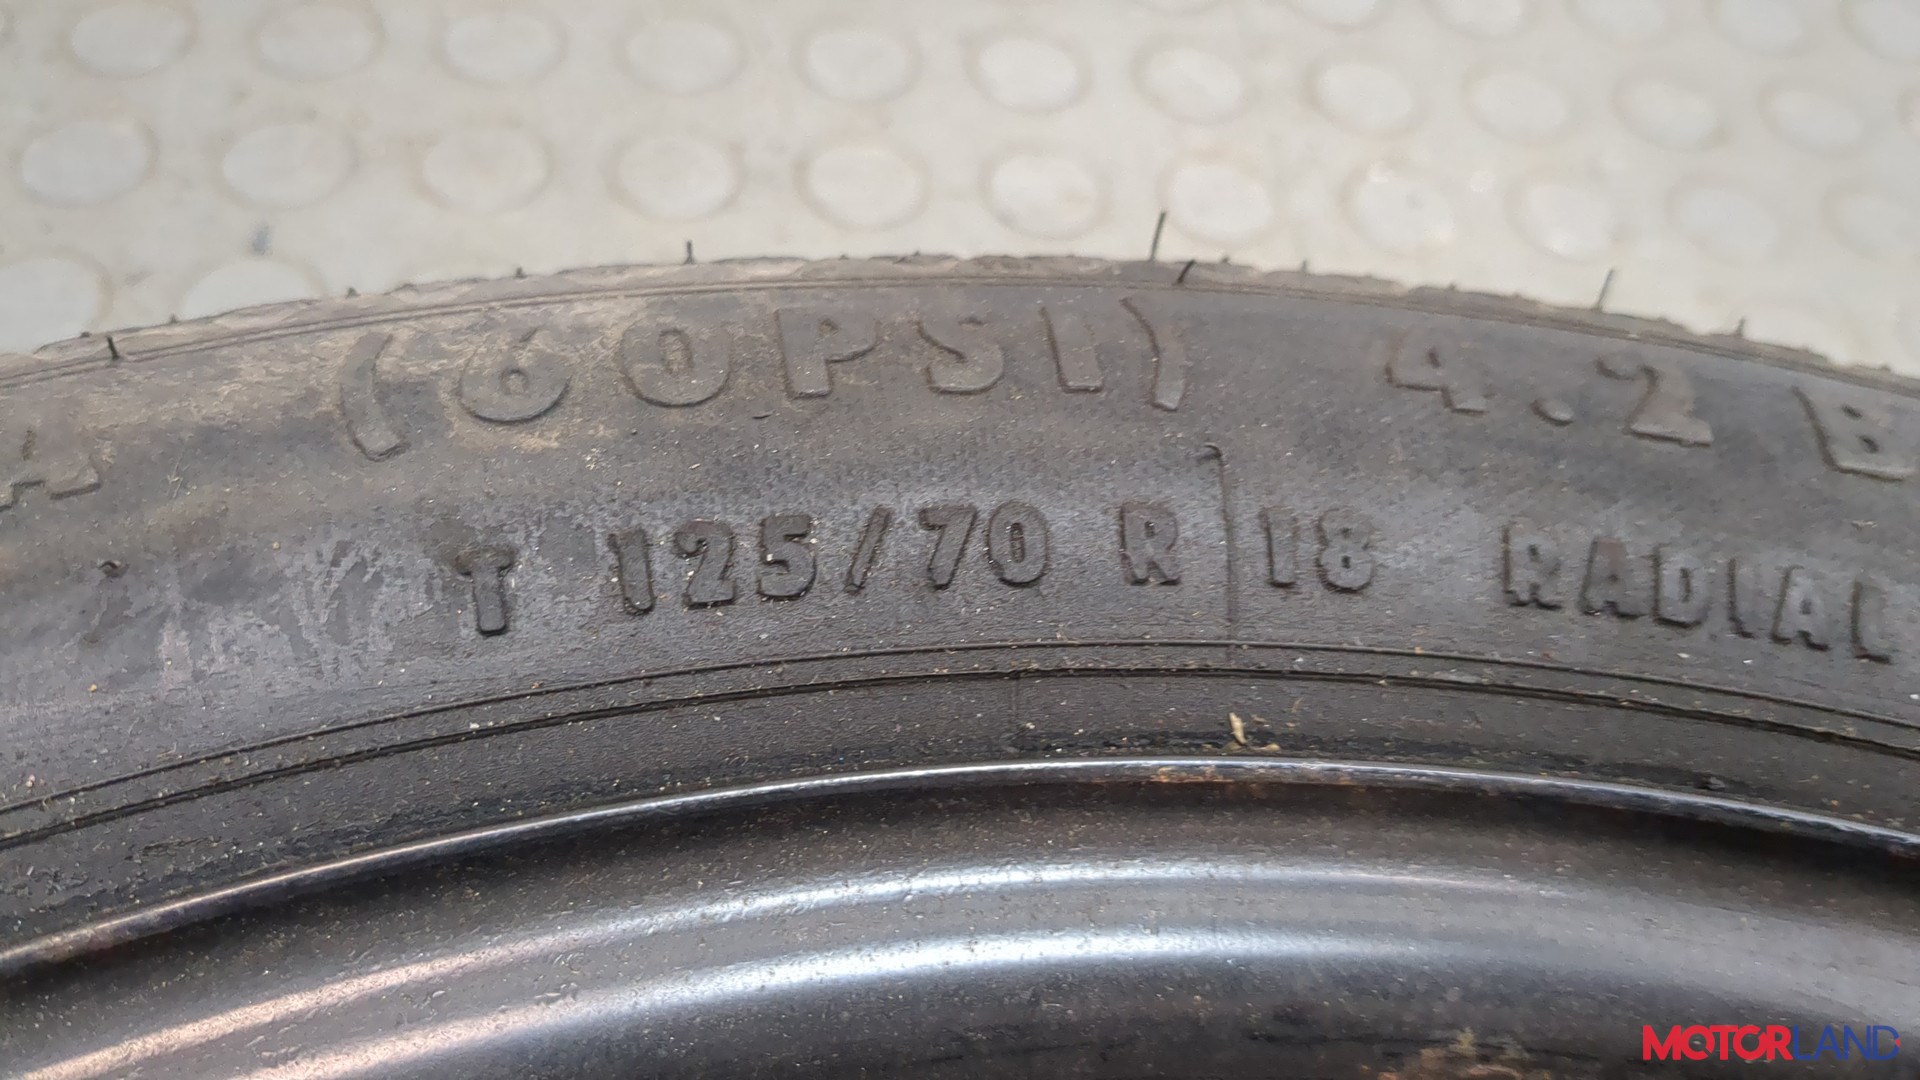 (60PSI) 4.2 B
T 125/70 R 18 RADIAL
MOTORLAND